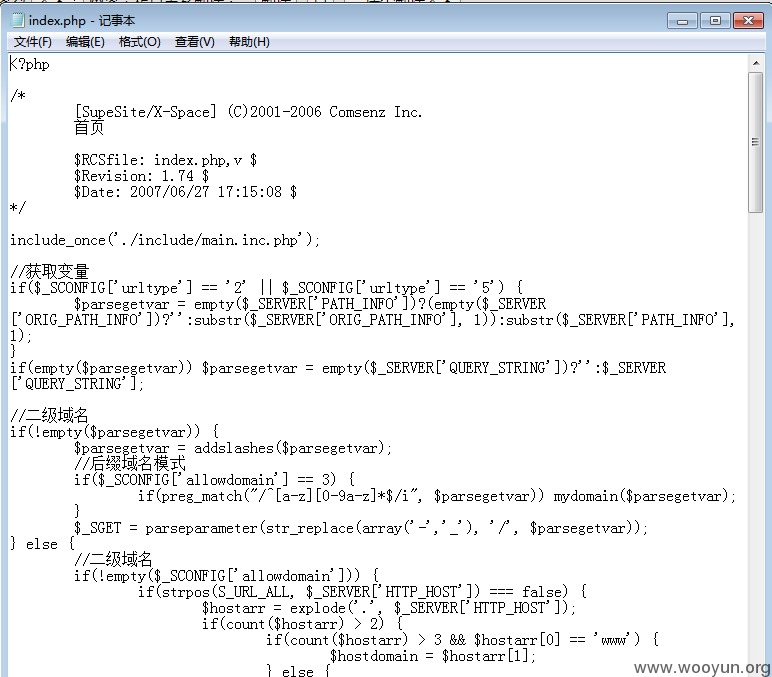 index.php - 记事本
文件(F) 编辑(E) 格式(O) 查看(V) 帮助(H)
<?php
/*
[SupeSite/X-Space] (C)2001-2006 Comsenz Inc.
首页
$RCSfile: index.php,v $
$Revision: 1.74 $
$Date: 2007/06/27 17:15:08 $
*/
include_once('./include/main.inc.php');
//获取变量
if($_SCONFIG['urltype'] == '2' || $_SCONFIG['urltype'] == '5') {
$parsegetvar = empty($_SERVER['PATH_INFO'])?(empty($_SERVER
['ORIG_PATH_INFO'])?'':substr($_SERVER['ORIG_PATH_INFO'], 1)):substr($_SERVER['PATH_INFO'],
1);
}
if(empty($parsegetvar)) $parsegetvar = empty($_SERVER['QUERY_STRING'])?'':$_SERVER
['QUERY_STRING'];
//二级域名
if(!empty($parsegetvar)) {
$parsegetvar = addslashes($parsegetvar);
//后缀域名模式
if($_SCONFIG['allowdomain'] == 3) {
if(preg_match("/^[a-z][0-9a-z]*$/i", $parsegetvar)) mydomain($parsegetvar);
}
$_SGET = parseparameter(str_replace(array('-','_'), '/', $parsegetvar));
} else {
//二级域名
if(!empty($_SCONFIG['allowdomain'])) {
if(strpos(S_URL_ALL, $_SERVER['HTTP_HOST']) === false) {
$hostarr = explode('.', $_SERVER['HTTP_HOST']);
if(count($hostarr) > 2) {
if(count($hostarr) > 3 && $hostarr[0] == 'www') {
$hostdomain = $hostarr[1];
} else {
www.wooyun.org